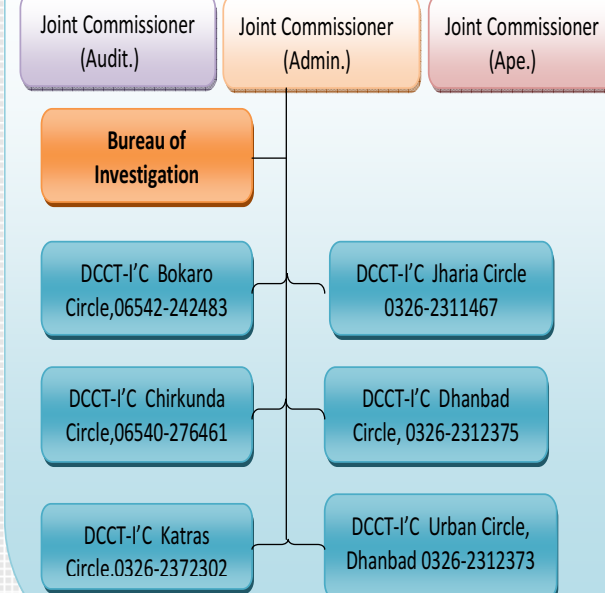 Joint Commissioner
(Audit.)
Joint Commissioner
(Admin.)
Joint Commissioner
(Ape.)
Bureau of
Investigation
DCCT-I’C Bokaro
Circle,06542-242483
DCCT-I’C Jharia Circle
0326-2311467
DCCT-I’C Chirkunda
Circle,06540-276461
DCCT-I’C Dhanbad
Circle, 0326-2312375
DCCT-I’C Katras
Circle.0326-2372302
DCCT-I’C Urban Circle,
Dhanbad 0326-2312373